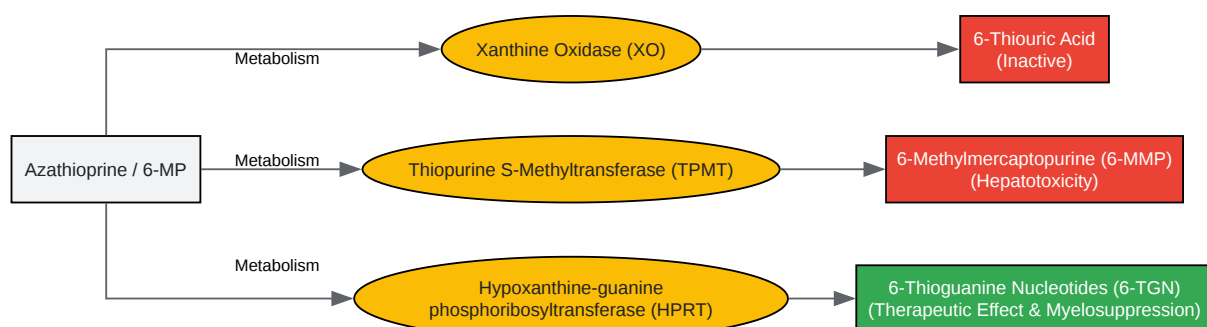 Xanthine Oxidase (XO)
6-Thiouric Acid
(Inactive)
Metabolism
Azathioprine / 6-MP
Metabolism
Thiopurine S-Methyltransferase (TPMT)
6-Methylmercaptopurine (6-MMP)
(Hepatotoxicity)
Metabolism
Hypoxanthine-guanine
phosphoribosyltransferase (HPRT)
6-Thioguanine Nucleotides (6-TGN)
(Therapeutic Effect & Myelosuppression)